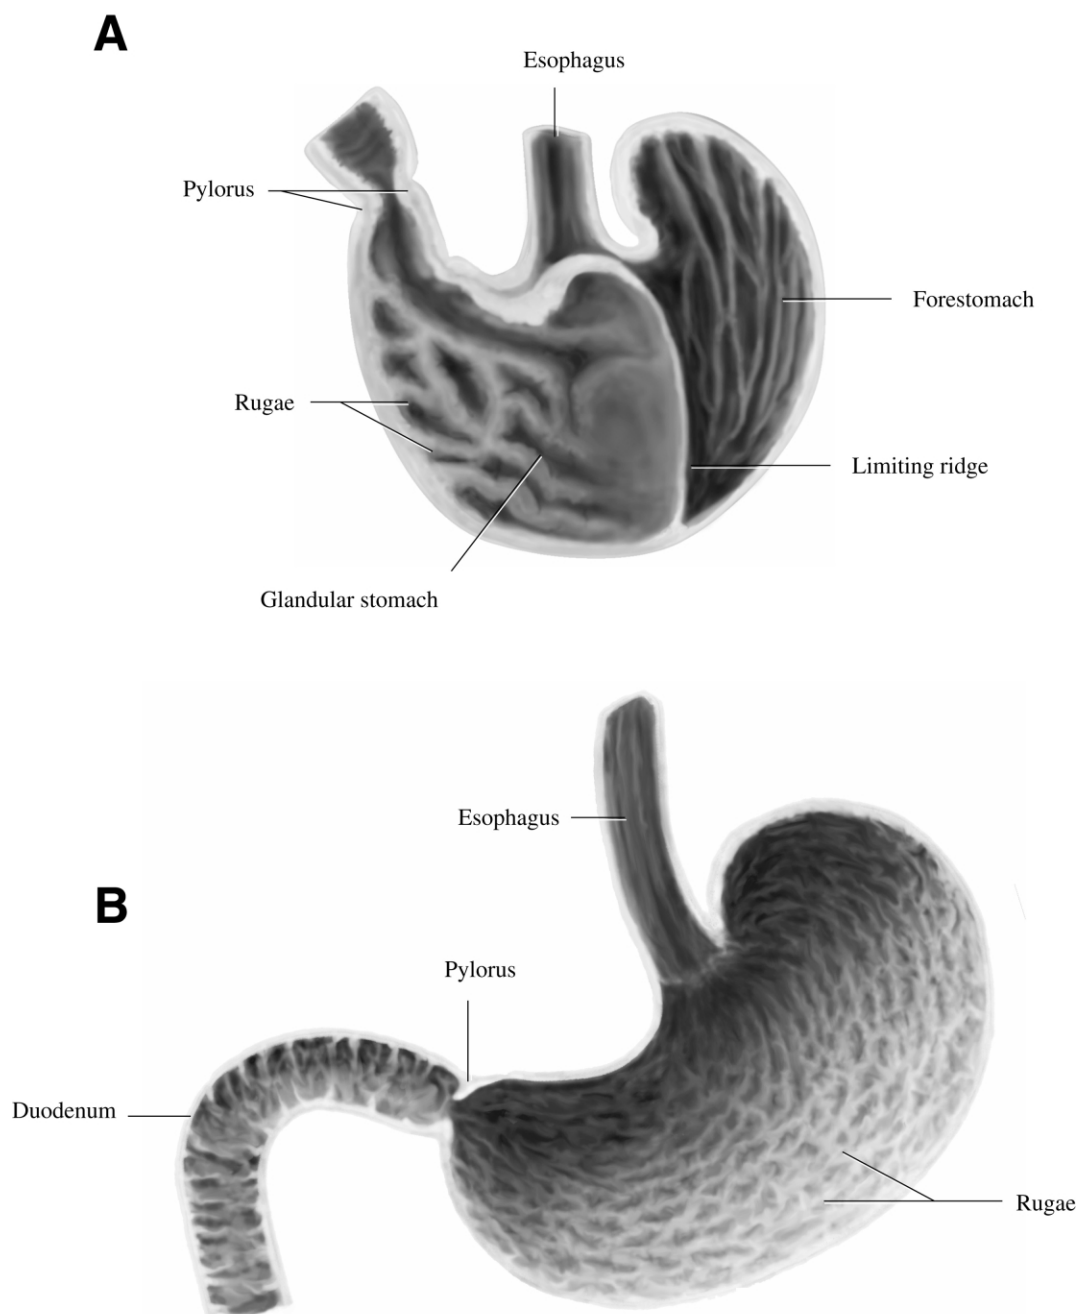 A
Esophagus
Pylorus
Forestomach
Rugae
Limiting ridge
Glandular stomach
Esophagus
B
Pylorus
Duodenum
Rugae